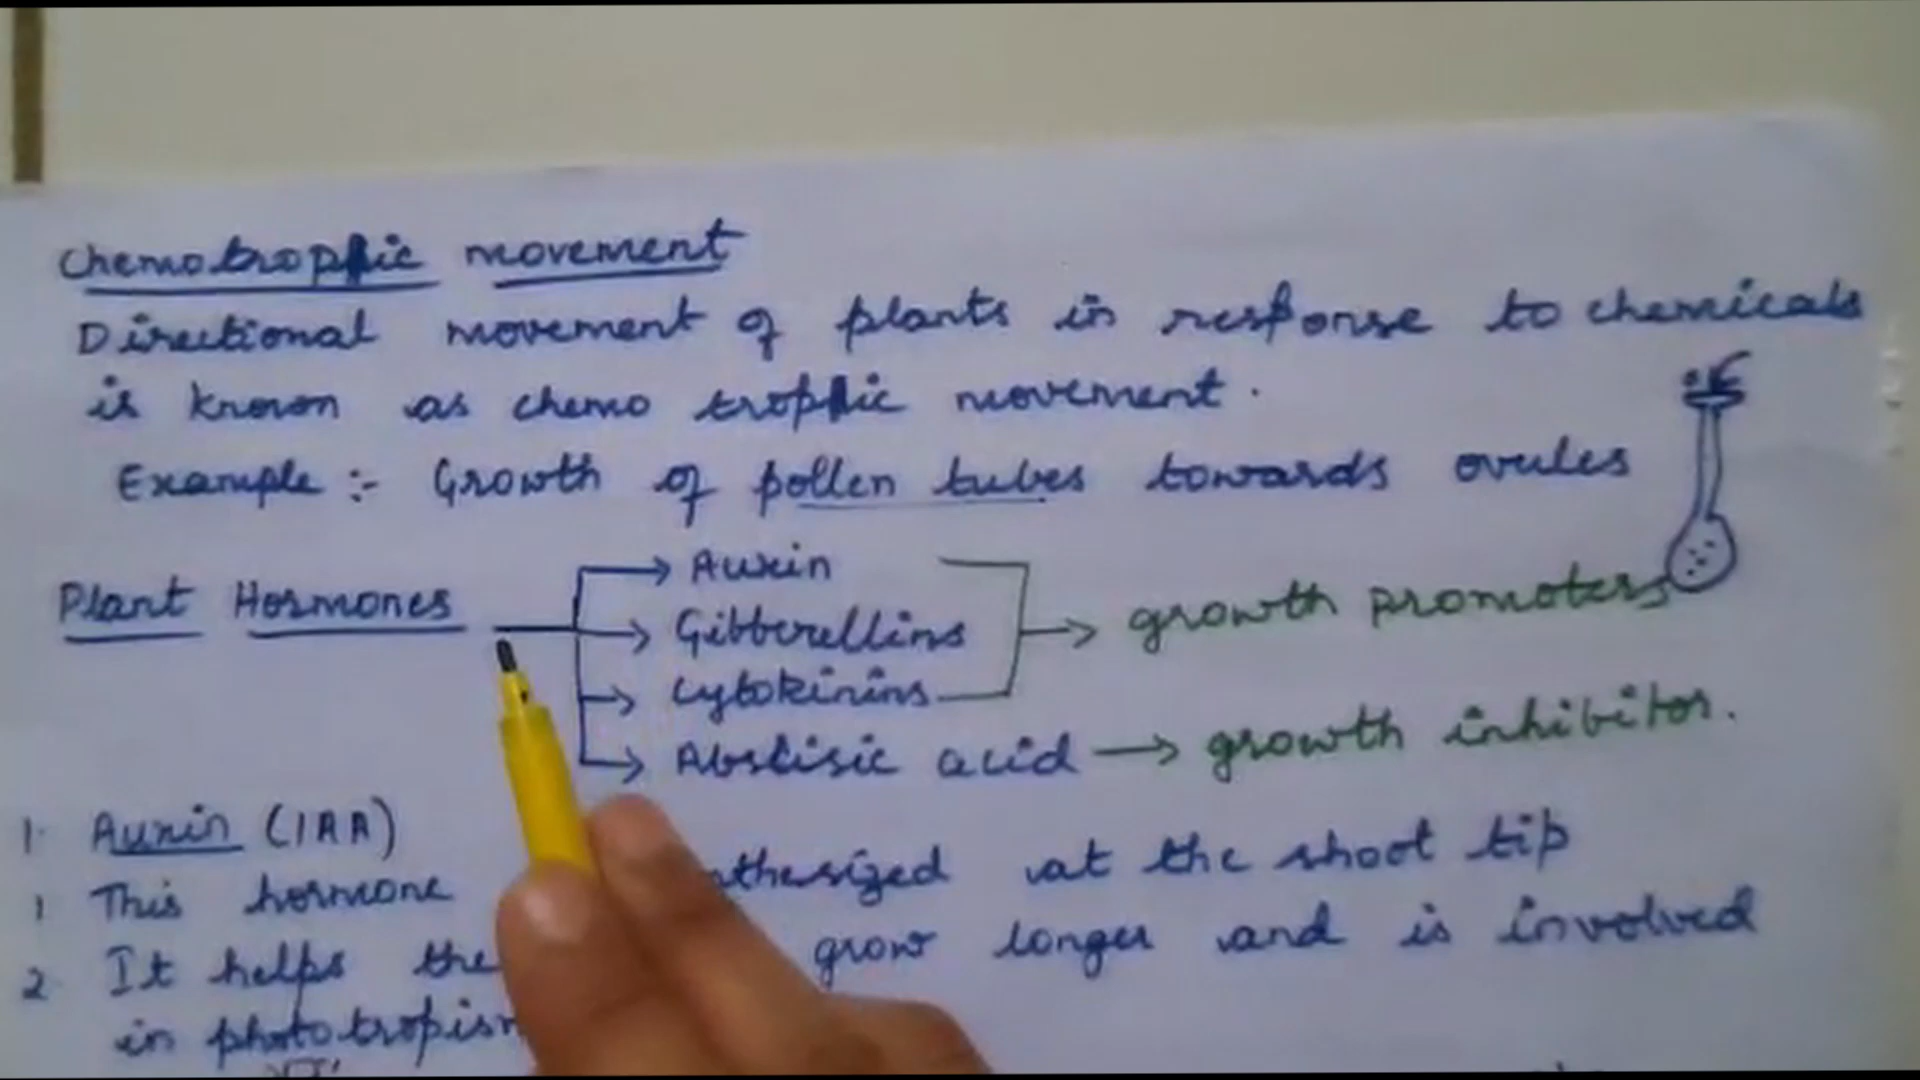 Chemotropic movement
Directional movement of plants in response to chemicals
is known as chemo tropic movement.
Example :- Growth of pollen tubes towards ovules
Plant Hormones
Auxin
Gibberellins
Cytokinins
growth promoters
Abscisic acid → growth inhibitor.
1. Auxin (IAA)
1 This hormone at the shoot tip
2. It helps the grow longer and is involved
in phototropism